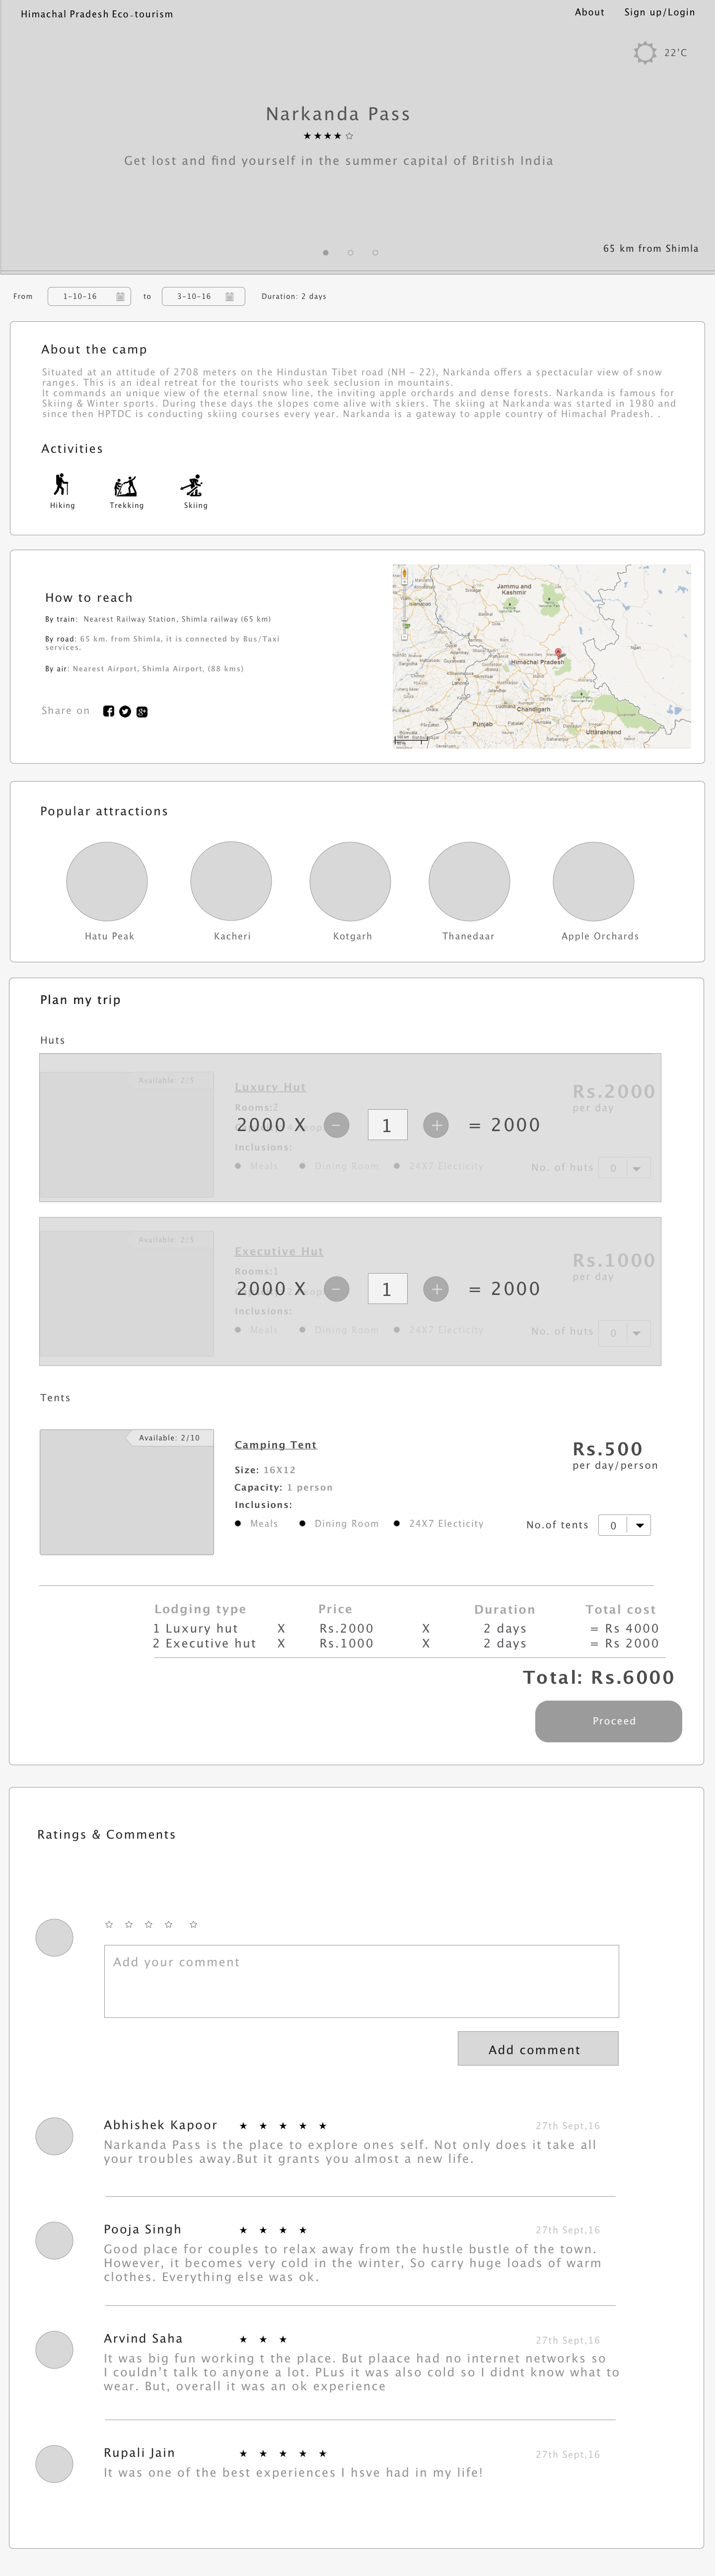 Himachal Pradesh Eco-tourism
About
Sign up/Login
22'C
Narkanda Pass
Get lost and find yourself in the summer capital of British India
65 km from Shimla
From 1-10-16 to 3-10-16 Duration: 2 days
About the camp
Situated at an attitude of 2708 meters on the Hindustan Tibet road (NH - 22), Narkanda offers a spectacular view of snow
ranges. This is an ideal retreat for the tourists who seek seclusion in mountains.
It commands an unique view of the eternal snow line, the inviting apple orchards and dense forests. Narkanda is famous for
Skiing & Winter sports. During these days the slopes come alive with skiers. The skiing at Narkanda was started in 1980 and
since then HPTDC is conducting skiing courses every year. Narkanda is a gateway to apple country of Himachal Pradesh. .
Activities
Hiking Trekking Skiing
How to reach
By train: Nearest Railway Station, Shimla railway (65 km)
By road: 65 km. from Shimla, it is connected by Bus/Taxi
services.
By air: Nearest Airport, Shimla Airport, (88 kms)
Share on
Jammu and
Kashmir
Himachal Pradesh
Chandigarh
Punjab
Uttarakhand
Popular attractions
Hatu Peak Kacheri Kotgarh Thanedaar Apple Orchards
Plan my trip
Huts
Available: 2/5
Luxury Hut
Rs.2000
per day
Rooms:2
2000 X - 1 + = 2000
Inclusions:
Meals Dining Room 24X7 Electicity
No. of huts 0
Available: 2/5
Executive Hut
Rs.1000
per day
Rooms:1
2000 X - 1 + = 2000
Inclusions:
Meals Dining Room 24X7 Electicity
No. of huts 0
Tents
Available: 2/10
Camping Tent
Rs.500
per day/person
Size: 16X12
Capacity: 1 person
Inclusions:
Meals Dining Room 24X7 Electicity
No.of tents 0
Lodging type Price Duration Total cost
1 Luxury hut X Rs.2000 X 2 days = Rs 4000
2 Executive hut X Rs.1000 X 2 days = Rs 2000
Total: Rs.6000
Proceed
Ratings & Comments
Add your comment
Add comment
Abhishek Kapoor 27th Sept,16
Narkanda Pass is the place to explore ones self. Not only does it take all
your troubles away.But it grants you almost a new life.
Pooja Singh 27th Sept,16
Good place for couples to relax away from the hustle bustle of the town.
However, it becomes very cold in the winter, So carry huge loads of warm
clothes. Everything else was ok.
Arvind Saha 27th Sept,16
It was big fun working t the place. But plaace had no internet networks so
I couldn't talk to anyone a lot. PLus it was also cold so I didnt know what to
wear. But, overall it was an ok experience
Rupali Jain 27th Sept,16
It was one of the best experiences I hsve had in my life!